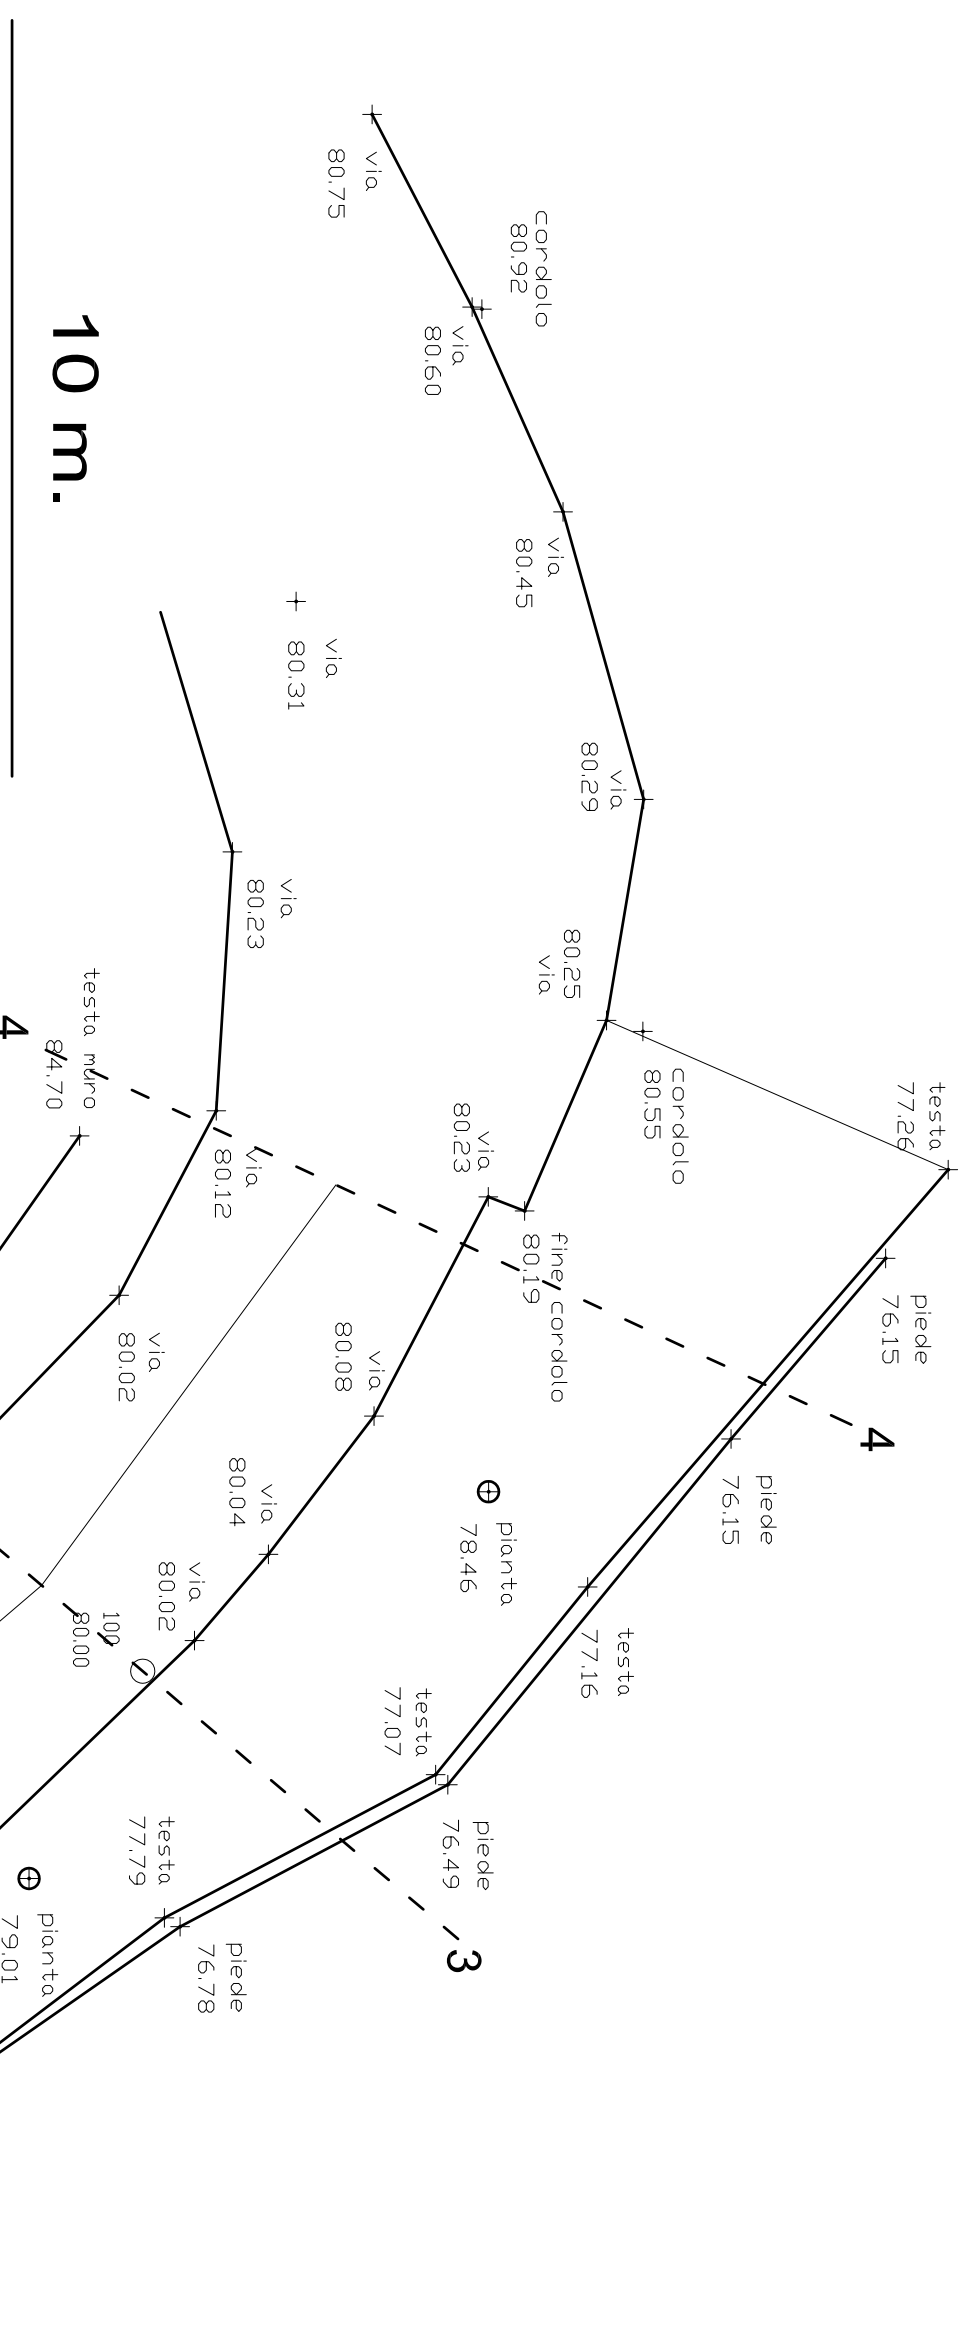 10 m.
via
80.75
cordolo
80.92
via
80.60
via
80.45
via
80.31
via
80.29
via
80.23
80.25
via
cordolo
80.55
testa
77.26
testa muro
84.70
4
via
80.12
via
80.23
fine cordolo
80.19
piede
76.15
4
via
80.02
via
80.08
via
80.04
pianta
78.46
piede
76.15
via
80.02
100
80.00
testa
77.16
testa
77.07
piede
76.49
testa
77.79
3
pianta
79.01
piede
76.78